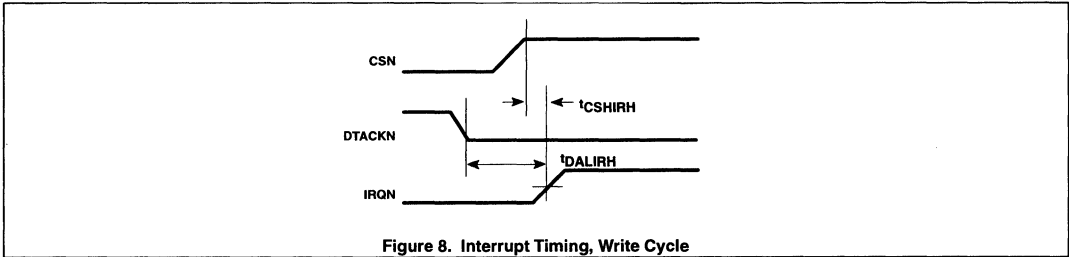 CSN
tCSHIRH
DTACKN
tDALIRH
IRQN
Figure 8. Interrupt Timing, Write Cycle